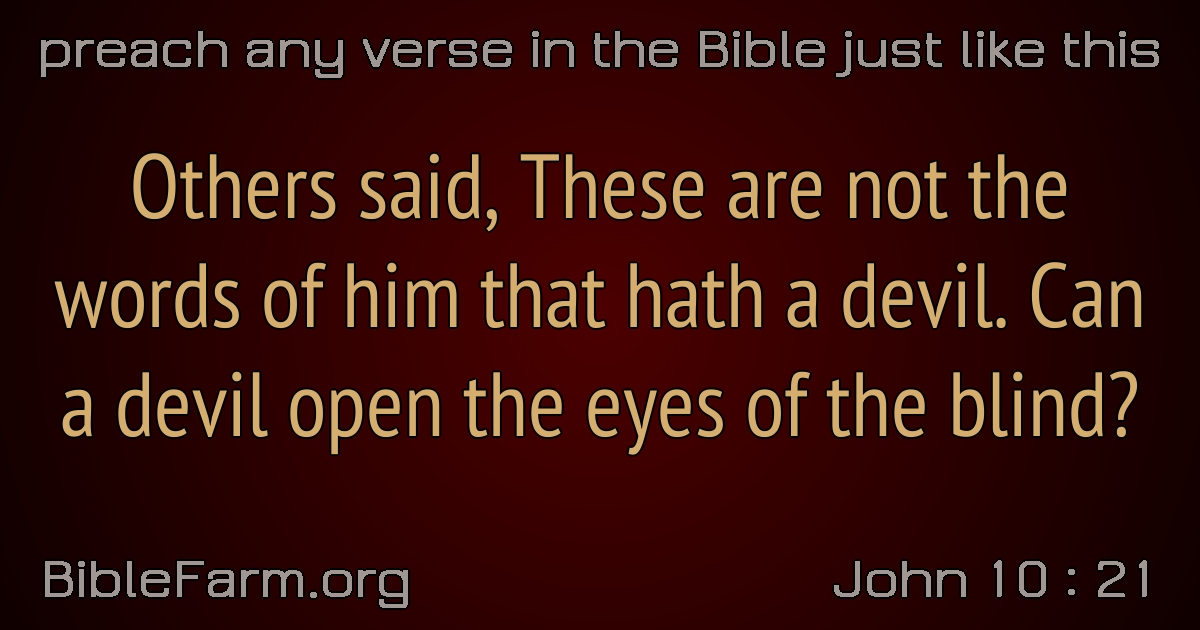 preach any verse in the Bible just like this
Others said, These are not the
words of him that hath a devil. Can
a devil open the eyes of the blind?
BibleFarm.org
John 10 : 21